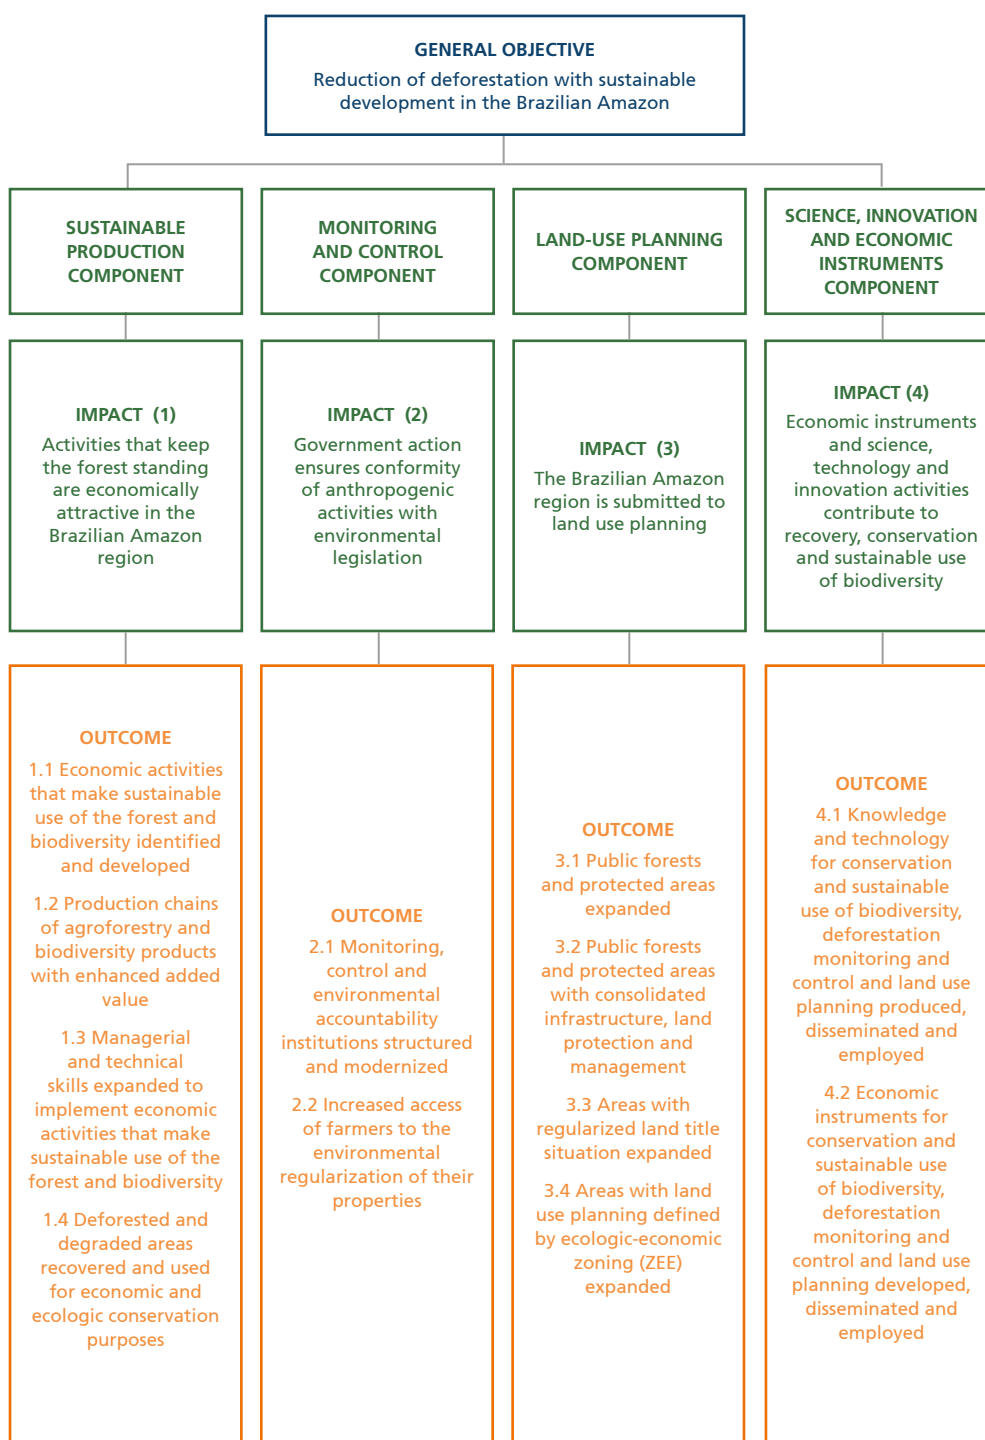 GENERAL OBJECTIVE
Reduction of deforestation with sustainable
development in the Brazilian Amazon
SUSTAINABLE
PRODUCTION
COMPONENT
MONITORING
AND CONTROL
COMPONENT
LAND-USE PLANNING
COMPONENT
SCIENCE, INNOVATION
AND ECONOMIC
INSTRUMENTS
COMPONENT
IMPACT (1)
Activities that keep
the forest standing
are economically
attractive in the
Brazilian Amazon
region
IMPACT (2)
Government action
ensures conformity
of anthropogenic
activities with
environmental
legislation
IMPACT (3)
The Brazilian Amazon
region is submitted to
land use planning
IMPACT (4)
Economic instruments
and science,
technology and
innovation activities
contribute to
recovery, conservation
and sustainable use
of biodiversity
OUTCOME
1.1 Economic activities
that make sustainable
use of the forest and
biodiversity identified
and developed
1.2 Production chains
of agroforestry and
biodiversity products
with enhanced added
value
1.3 Managerial
and technical
skills expanded to
implement economic
activities that make
sustainable use of the
forest and biodiversity
1.4 Deforested and
degraded areas
recovered and used
for economic and
ecologic conservation
purposes
OUTCOME
2.1 Monitoring,
control and
environmental
accountability
institutions structured
and modernized
2.2 Increased access
of farmers to the
environmental
regularization of their
properties
OUTCOME
3.1 Public forests
and protected areas
expanded
3.2 Public forests
and protected areas
with consolidated
infrastructure, land
protection and
management
3.3 Areas with
regularized land title
situation expanded
3.4 Areas with land
use planning defined
by ecologic-economic
zoning (ZEE)
expanded
OUTCOME
4.1 Knowledge
and technology
for conservation
and sustainable
use of biodiversity,
deforestation
monitoring and
control and land use
planning produced,
disseminated and
employed
4.2 Economic
instruments for
conservation and
sustainable use
of biodiversity,
deforestation
monitoring and
control and land use
planning developed,
disseminated and
employed